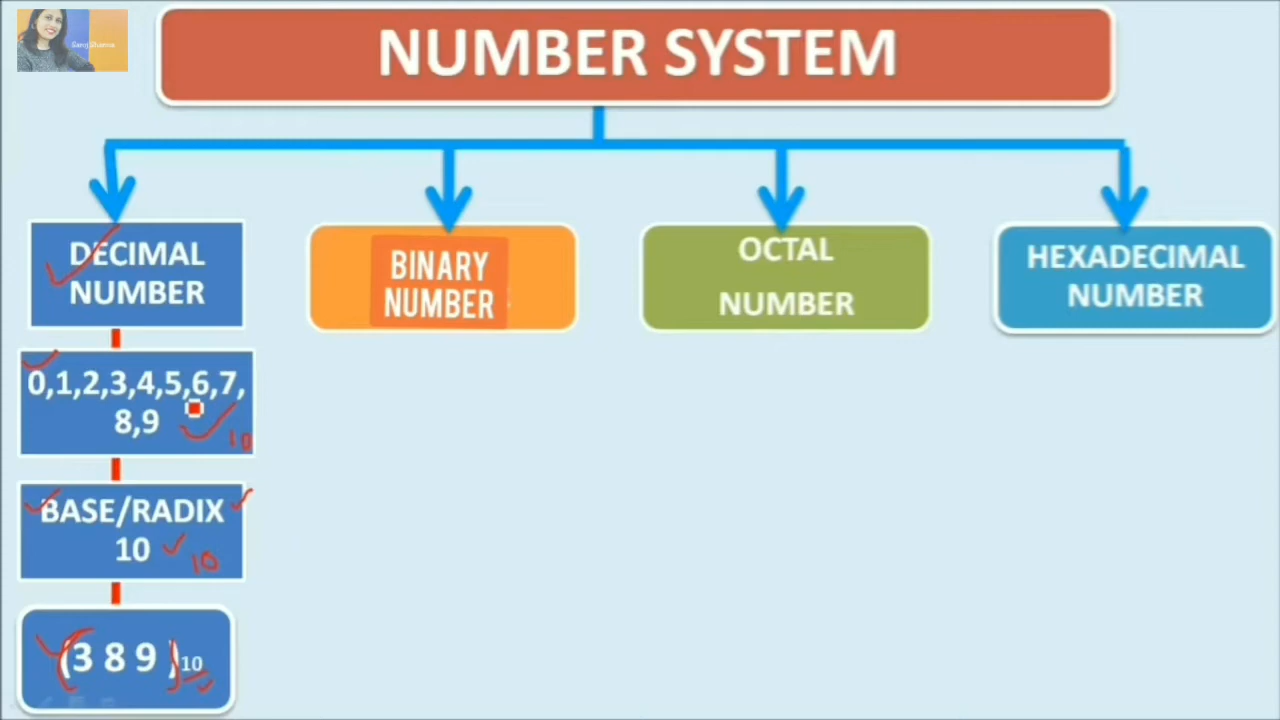 NUMBER SYSTEM
DECIMAL
NUMBER
BINARY
NUMBER
OCTAL
NUMBER
HEXADECIMAL
NUMBER
0,1,2,3,4,5,6,7,
8,9
10
BASE/RADIX
10
10
(3 8 9 )10